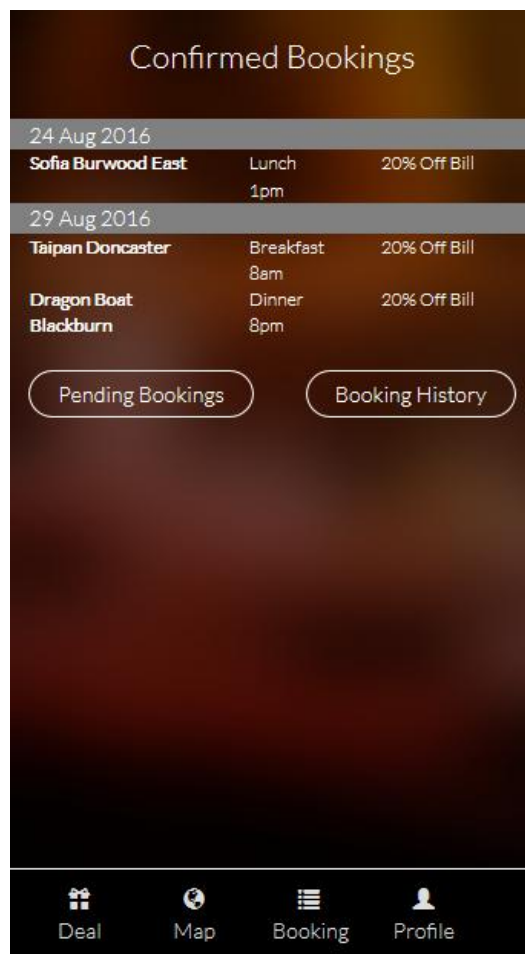 Confirmed Bookings
24 Aug 2016
Sofia Burwood East Lunch 20% Off Bill
1pm
29 Aug 2016
Taipan Doncaster Breakfast 20% Off Bill
8am
Dragon Boat Dinner 20% Off Bill
Blackburn 8pm
Pending Bookings Booking History
Deal Map Booking Profile